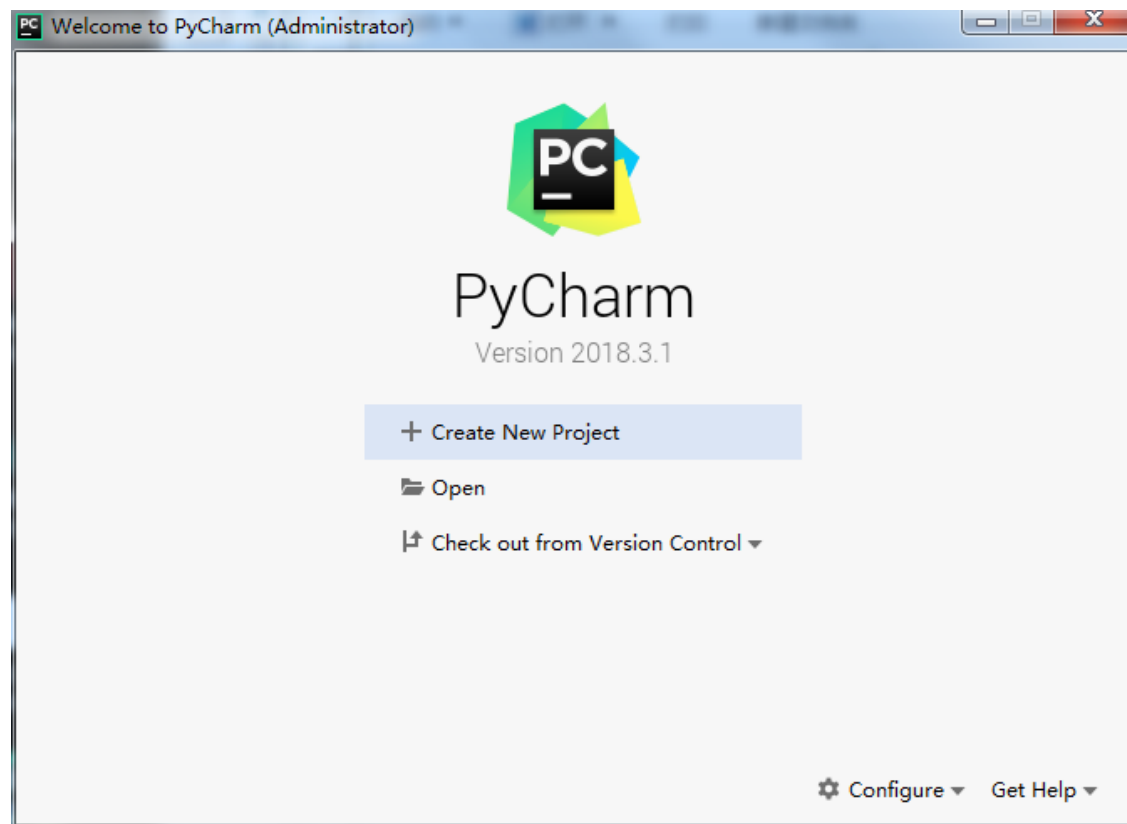 PC Welcome to PyCharm (Administrator)
PC
PyCharm
Version 2018.3.1
Create New Project
Open
Check out from Version Control
Configure Get Help